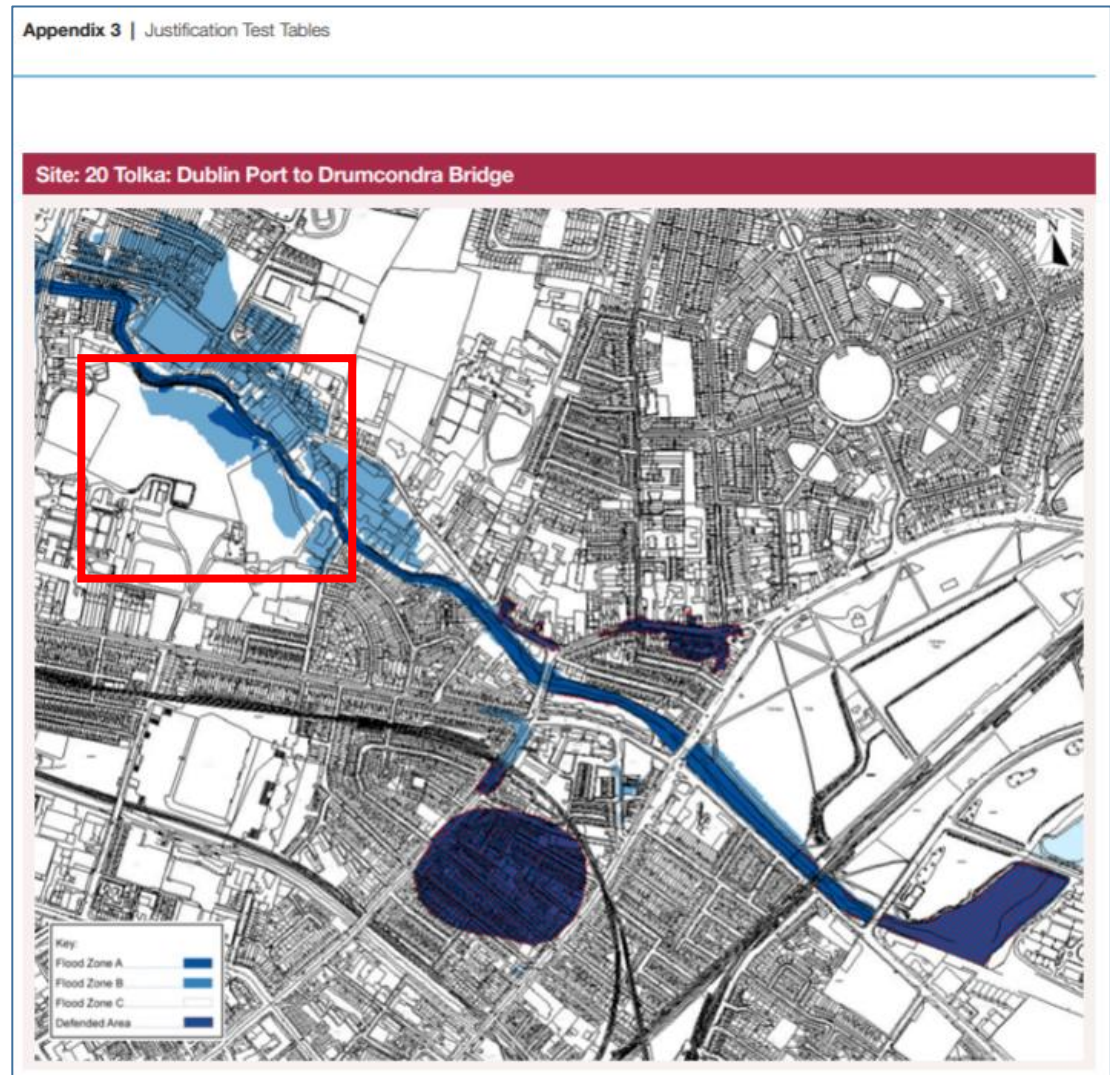 Appendix 3 | Justification Test Tables
Site: 20 Tolka: Dublin Port to Drumcondra Bridge
N
Key:
Flood Zone A
Flood Zone B
Flood Zone C
Defended Area